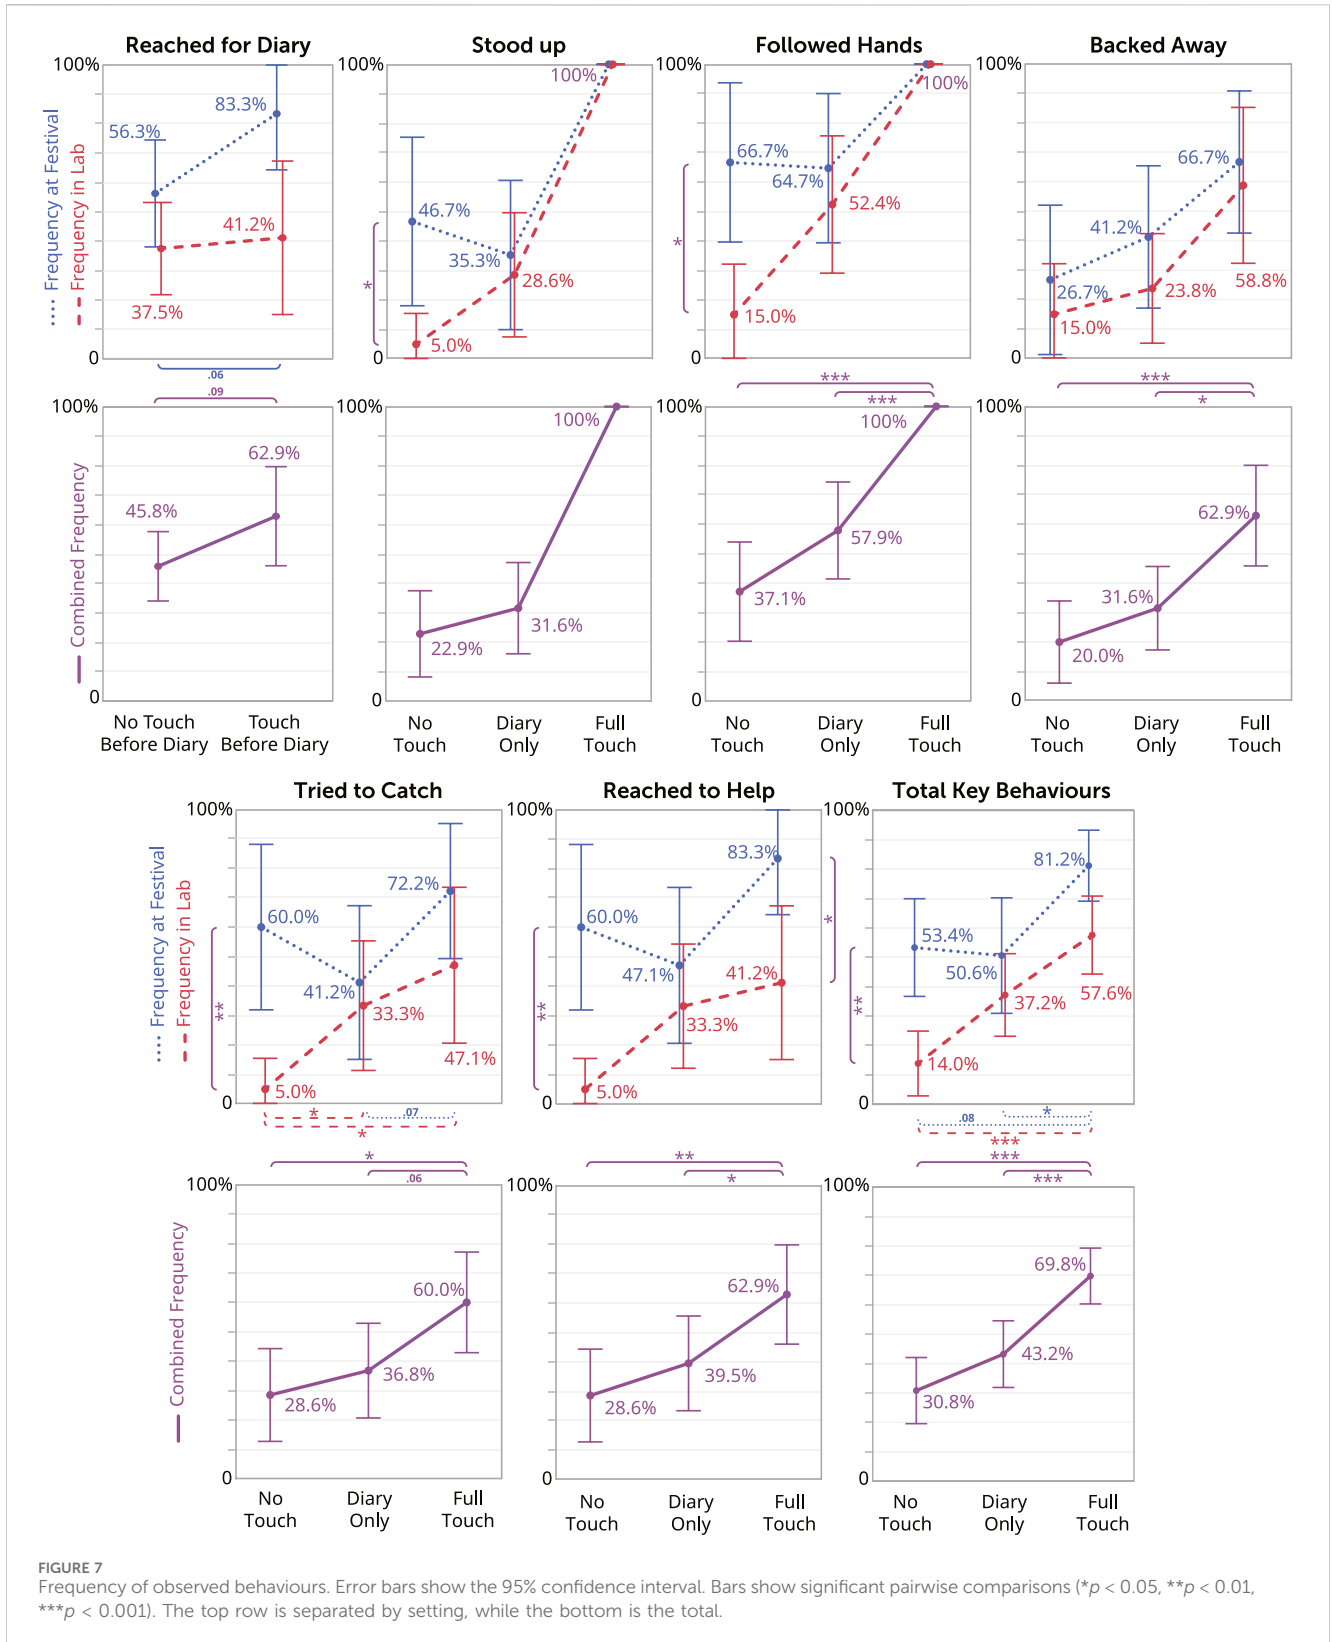 Reached for Diary
Stood up
Followed Hands
Backed Away
Frequency at Festival
Frequency in Lab
100%
56.3%
83.3%
37.5%
41.2%
0
.06
100%
46.7%
35.3%
100%
5.0%
28.6%
*
0
100%
66.7%
64.7%
100%
15.0%
52.4%
*
0
100%
26.7%
41.2%
66.7%
15.0%
23.8%
58.8%
0
Combined Frequency
.09
100%
45.8%
62.9%
0
No Touch
Before Diary
Touch
Before Diary
100%
22.9%
31.6%
100%
0
No
Touch
Diary
Only
Full
Touch
***
***
100%
37.1%
57.9%
100%
0
No
Touch
Diary
Only
Full
Touch
***
*
100%
20.0%
31.6%
62.9%
0
No
Touch
Diary
Only
Full
Touch
Tried to Catch
Reached to Help
Total Key Behaviours
Frequency at Festival
Frequency in Lab
100%
60.0%
41.2%
72.2%
5.0%
33.3%
47.1%
**
0
*
.07
*
100%
60.0%
47.1%
83.3%
5.0%
33.3%
41.2%
**
*
0
100%
53.4%
50.6%
81.2%
14.0%
37.2%
57.6%
**
0
*
.08
***
Combined Frequency
*
.06
100%
28.6%
36.8%
60.0%
0
No
Touch
Diary
Only
Full
Touch
**
*
100%
28.6%
39.5%
62.9%
0
No
Touch
Diary
Only
Full
Touch
***
***
100%
30.8%
43.2%
69.8%
0
No
Touch
Diary
Only
Full
Touch
FIGURE 7
Frequency of observed behaviours. Error bars show the 95% confidence interval. Bars show significant pairwise comparisons (*p < 0.05, **p < 0.01,
***p < 0.001). The top row is separated by setting, while the bottom is the total.